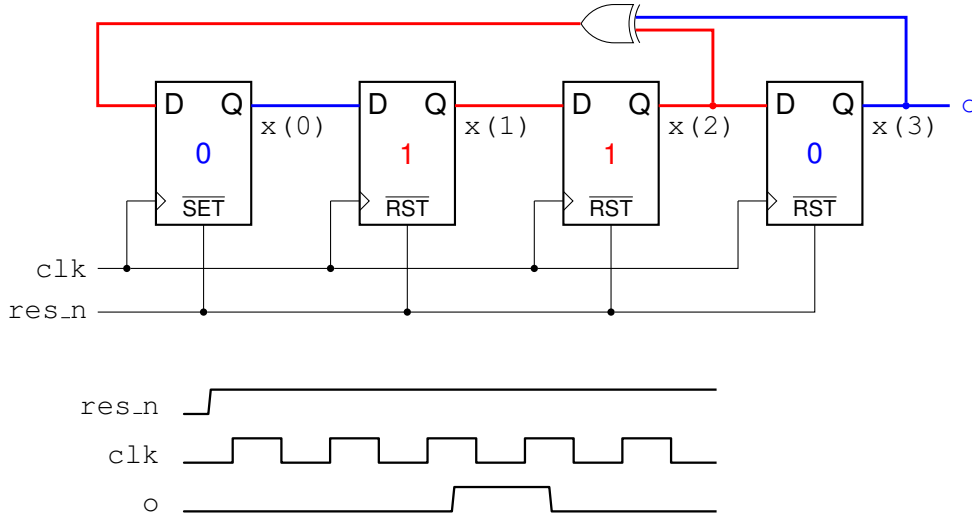 D Q D Q D Q D Q o
x(0) x(1) x(2) x(3)
0 1 1 0
SET RST RST RST
clk
res_n
res_n
clk
o